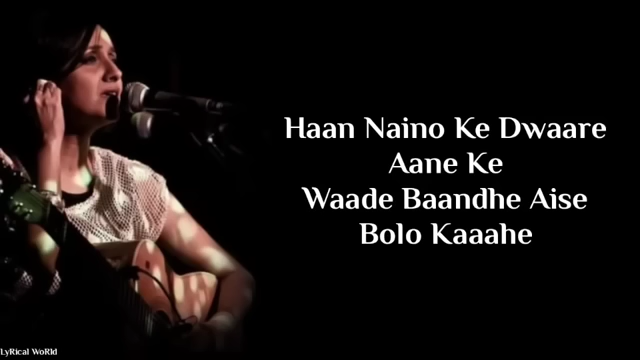 Haan Naino Ke Dwaare
Aane Ke
Waade Baandhe Aise
Bolo Kaaahe
LyRical WoRld